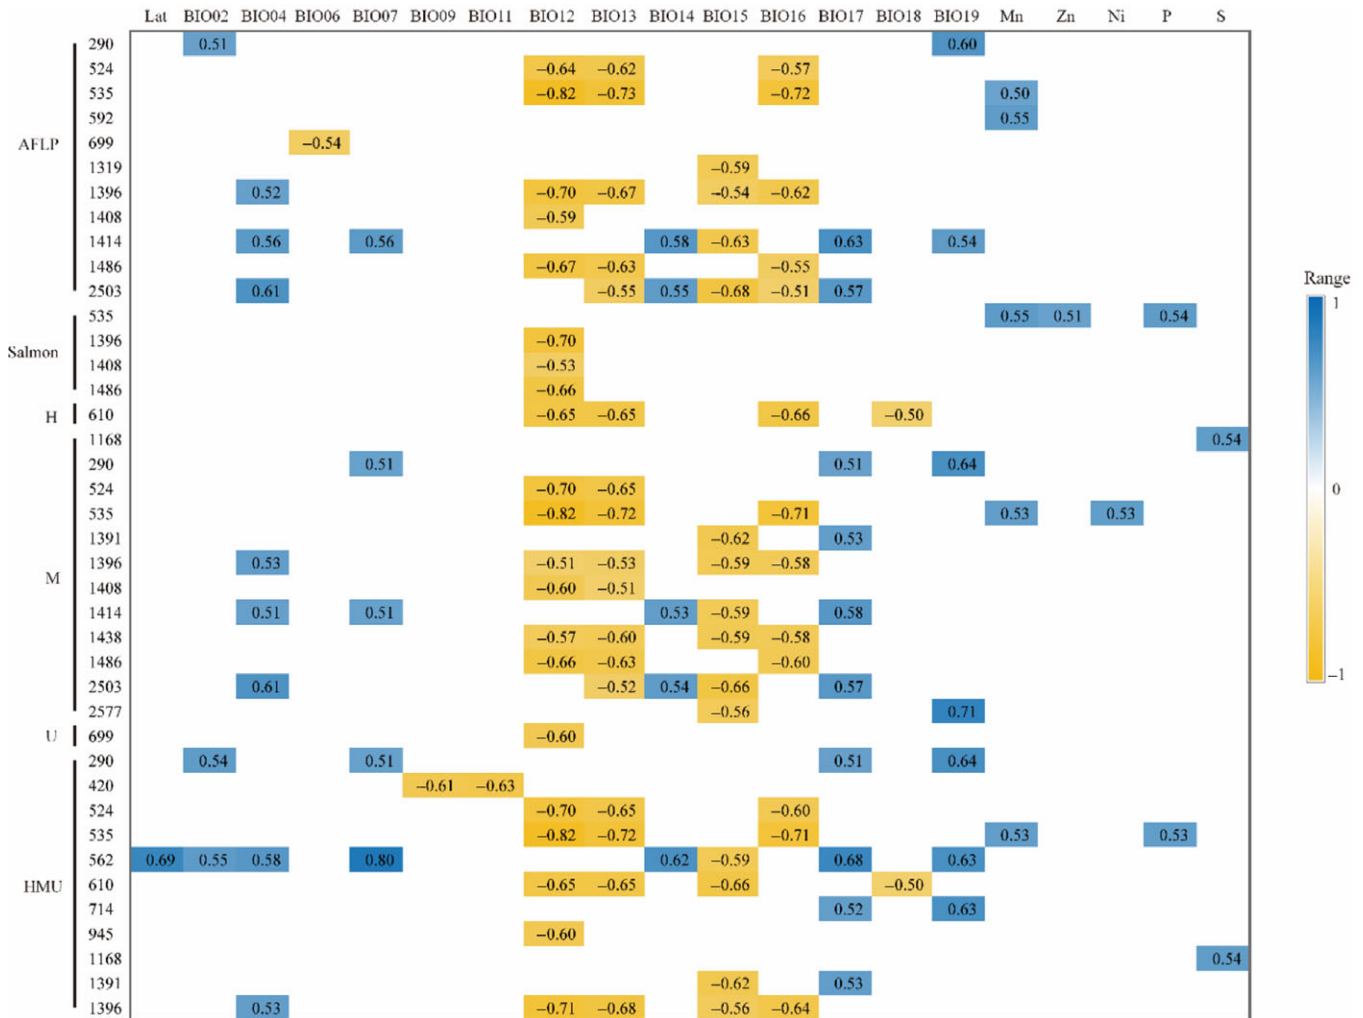 Lat BIO02 BIO04 BIO06 BIO07 BIO09 BIO11 BIO12 BIO13 BIO14 BIO15 BIO16 BIO17 BIO18 BIO19 Mn Zn Ni P S
290 0.51 0.60
524 −0.64 −0.62 −0.57
535 −0.82 −0.73 −0.72 0.50
592 0.55
AFLP 699 −0.54
1319 −0.59
1396 0.52 −0.70 −0.67 −0.54 −0.62
1408 −0.59
1414 0.56 0.56 0.58 −0.63 0.63 0.54
1486 −0.67 −0.63 −0.55
2503 0.61 −0.55 0.55 −0.68 −0.51 0.57
535 0.55 0.51 0.54
1396 −0.70
Salmon
1408 −0.53
1486 −0.66
H 610 −0.65 −0.65 −0.66 −0.50
1168 0.54
290 0.51 0.51 0.64
524 −0.70 −0.65
535 −0.82 −0.72 −0.71 0.53 0.53
1391 −0.62 0.53
1396 0.53 −0.51 −0.53 −0.59 −0.58
M
1408 −0.60 −0.51
1414 0.51 0.51 0.53 −0.59 0.58
1438 −0.57 −0.60 −0.59 −0.58
1486 −0.66 −0.63 −0.60
2503 0.61 −0.52 0.54 −0.66 0.57
2577 −0.56 0.71
U 699 −0.60
290 0.54 0.51 0.51 0.64
420 −0.61 −0.63
524 −0.70 −0.65 −0.60
535 −0.82 −0.72 −0.71 0.53 0.53
562 0.69 0.55 0.58 0.80 0.62 −0.59 0.68 0.63
HMU 610 −0.65 −0.65 −0.66 −0.50
714 0.52 0.63
945 −0.60
1168 0.54
1391 −0.62 0.53
1396 0.53 −0.71 −0.68 −0.56 −0.64
Range
1
0
−1